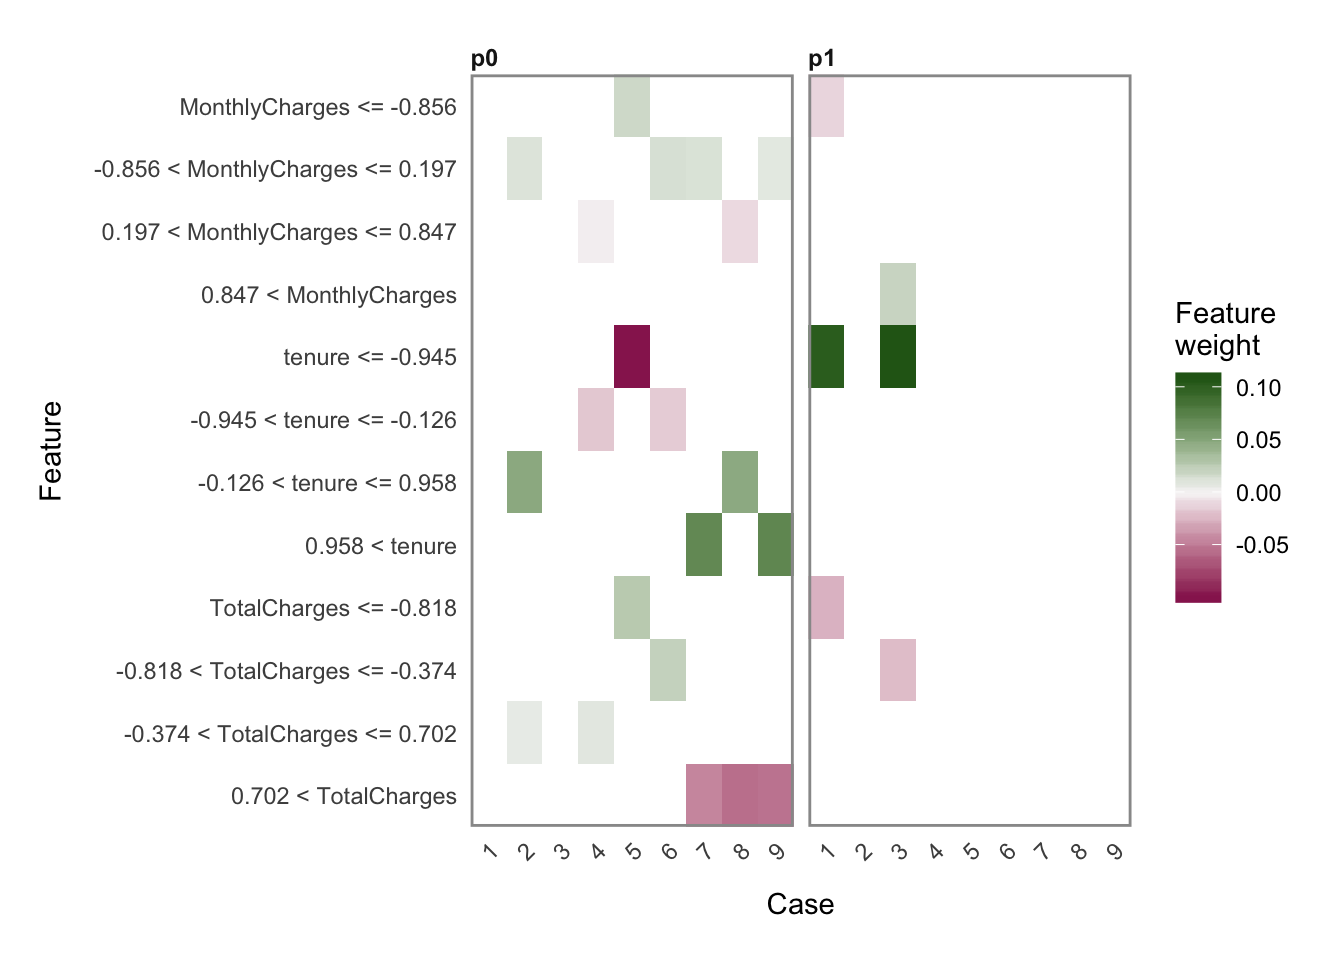 p0
p1
MonthlyCharges <= -0.856
-0.856 < MonthlyCharges <= 0.197
0.197 < MonthlyCharges <= 0.847
0.847 < MonthlyCharges
tenure <= -0.945
-0.945 < tenure <= -0.126
-0.126 < tenure <= 0.958
0.958 < tenure
TotalCharges <= -0.818
-0.818 < TotalCharges <= -0.374
-0.374 < TotalCharges <= 0.702
0.702 < TotalCharges
Feature
1 2 3 4 5 6 7 8 9
1 2 3 4 5 6 7 8 9
Case
Feature
weight
0.10
0.05
0.00
-0.05